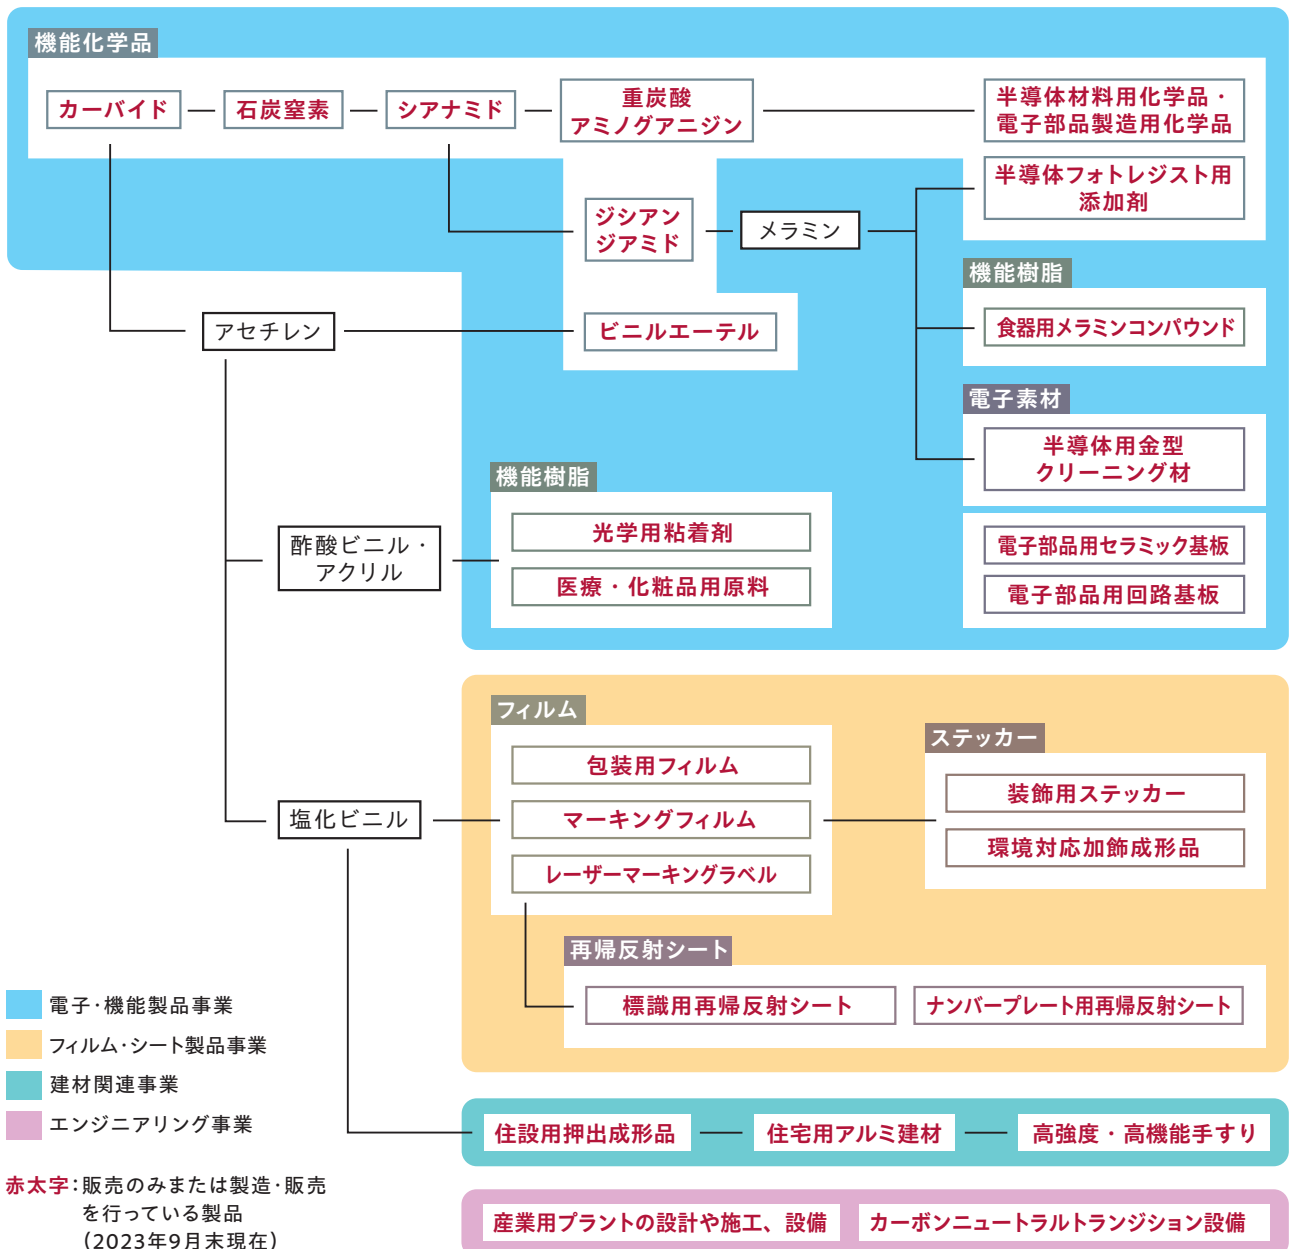 機能化学品
カーバイド
石炭窒素
シアナミド
重炭酸
アミノグアニジン
半導体材料用化学品・
電子部品製造用化学品
半導体フォトレジスト用
添加剤
ジシアン
ジアミド
メラミン
機能樹脂
食器用メラミンコンパウンド
アセチレン
ビニルエーテル
電子素材
半導体用金型
クリーニング材
機能樹脂
光学用粘着剤
医療・化粧品用原料
酢酸ビニル・
アクリル
電子部品用セラミック基板
電子部品用回路基板
フィルム
包装用フィルム
マーキングフィルム
レーザーマーキングラベル
塩化ビニル
ステッカー
装飾用ステッカー
環境対応加飾成形品
再帰反射シート
標識用再帰反射シート
ナンバープレート用再帰反射シート
電子・機能製品事業
フィルム・シート製品事業
建材関連事業
エンジニアリング事業
住設用押出成形品
住宅用アルミ建材
高強度・高機能手すり
産業用プラントの設計や施工、設備
カーボンニュートラルトランジション設備
赤太字：販売のみまたは製造・販売
を行っている製品
（2023年9月末現在）